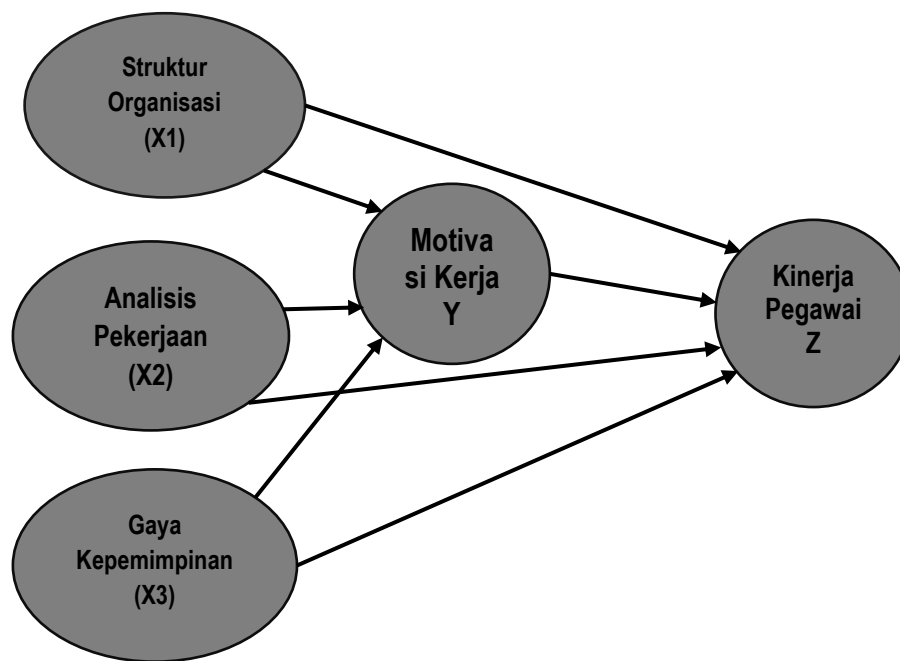 Struktur
Organisasi
(X1)
Motiva
si Kerja
Y
Kinerja
Pegawai
Z
Analisis
Pekerjaan
(X2)
Gaya
Kepemimpinan
(X3)